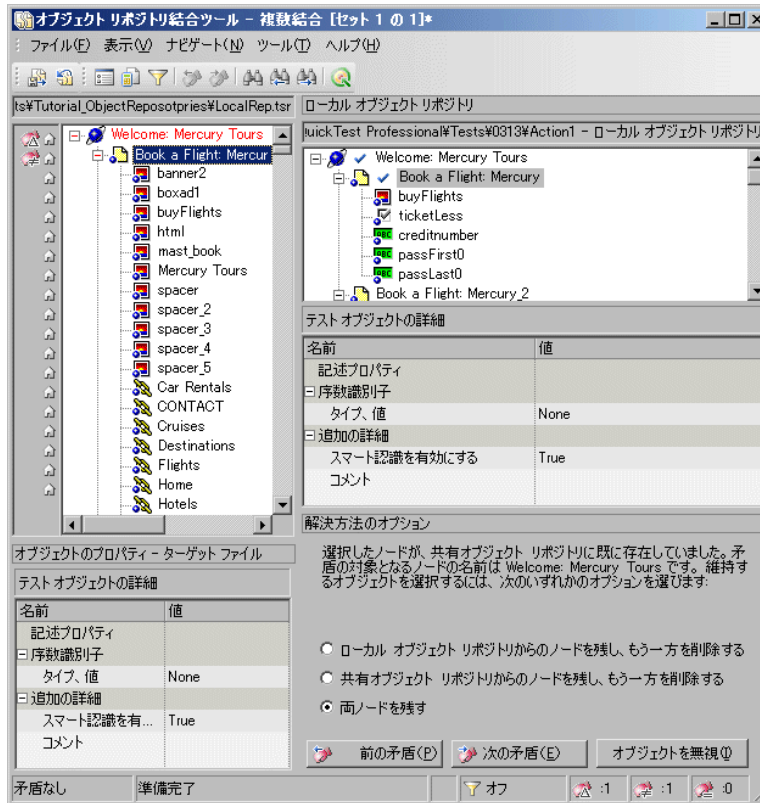 オブジェクト リポジトリ結合ツール - 複数結合 [セット 1 の 1]*
ファイル(F) 表示(V) ナビゲート(N) ツール(T) ヘルプ(H)
ts¥Tutorial_ObjectReposotpries¥LocalRep.tsr
Welcome: Mercury Tours
Book a Flight: Mercur
banner2
boxad1
buyFlights
html
mast_book
Mercury Tours
spacer
spacer_2
spacer_3
spacer_4
spacer_5
Car Rentals
CONTACT
Cruises
Destinations
Flights
Home
Hotels
オブジェクトのプロパティ - ターゲット ファイル
テスト オブジェクトの詳細
名前 値
記述プロパティ
序数識別子
タイプ、値 None
追加の詳細
スマート認識を有... True
コメント
ローカル オブジェクト リポジトリ
uickTest Professional¥Tests¥0313¥Action1 - ローカル オブジェクト リポジトリ
Welcome: Mercury Tours
Book a Flight: Mercury
buyFlights
ticketLess
creditnumber
passFirst0
passLast0
Book a Flight: Mercury_2
テスト オブジェクトの詳細
名前 値
記述プロパティ
序数識別子
タイプ、値 None
追加の詳細
スマート認識を有効にする True
コメント
解決方法のオプション
選択したノードが、共有オブジェクト リポジトリに既に存在していました。矛
盾の対象となるノードの名前は Welcome: Mercury Tours です。維持す
るオブジェクトを選択するには、次のいずれかのオプションを選びます:
ローカル オブジェクト リポジトリからのノードを残し、もう一方を削除する
共有オブジェクト リポジトリからのノードを残し、もう一方を削除する
両ノードを残す
前の矛盾(P) 次の矛盾(E) オブジェクトを無視(I)
矛盾なし 準備完了 オフ :1 :1 :0